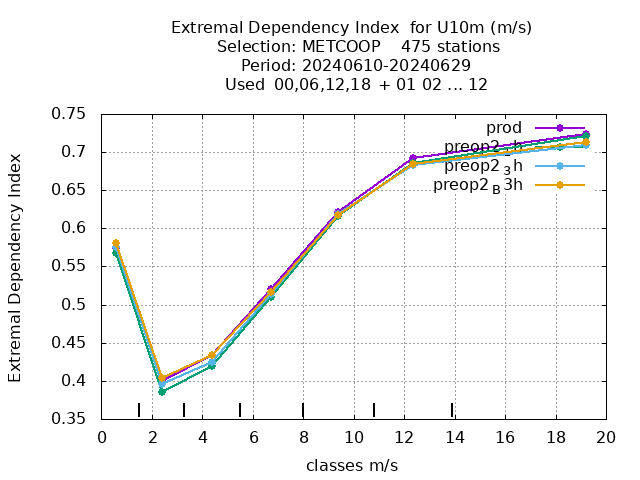 Extremal Dependency Index  for U10m (m/s)
Selection: METCOOP    475 stations
Period: 20240610-20240629
Used  00,06,12,18 + 01 02 ... 12
0.75
0.7
0.65
0.6
0.55
0.5
0.45
0.4
0.35
Extremal Dependency Index
prod
preop2
preop2 3h
preop2 B3h
0 2 4 6 8 10 12 14 16 18 20
classes m/s